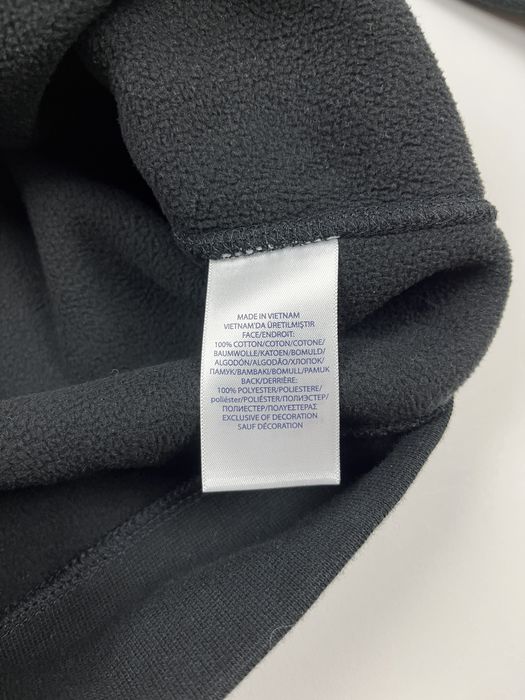 MADE IN VIETNAM
VIETNAM'DA ÜRETILMIŞTIR
FACE/ENDROIT:
100% COTTON/COTON/COTONE/
BAUMWOLLE/KATOEN/BOMULD/
ALGODÓN/ALGODÃO/ХЛОПОК/
ПАМУК/ΒΑΜΒΑΚΙ/BOMULL/PAMUK
BACK/DERRIÈRE:
100% POLYESTER/POLIESTERE/
poliéster/POLIÉSTER/ПОЛИЭСТЕР/
ПОЛИЕСТЕР/ΠΟΛΥΕΣΤΕΡΑΣ
EXCLUSIVE OF DECORATION
SAUF DÉCORATION